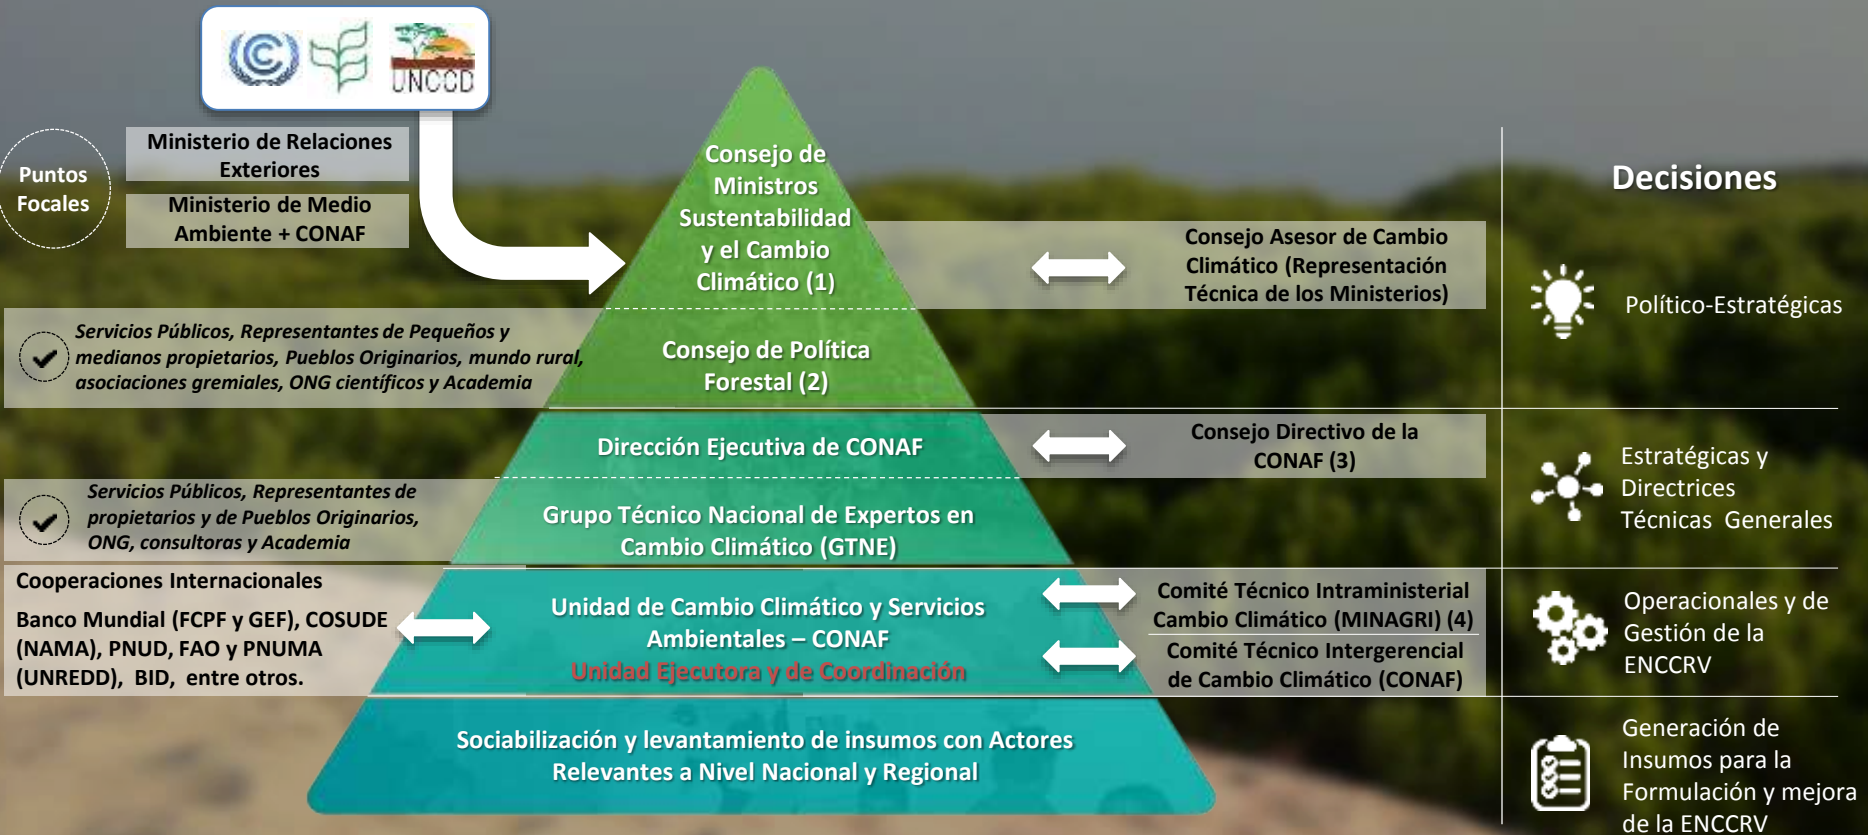 UNCCD
Puntos
Focales
Ministerio de Relaciones
Exteriores
Ministerio de Medio
Ambiente + CONAF
Consejo de
Ministros
Sustentabilidad
y el Cambio
Climático (1)
Consejo Asesor de Cambio
Climático (Representación
Técnica de los Ministerios)
Decisiones
Político-Estratégicas
Servicios Públicos, Representantes de Pequeños y
medianos propietarios, Pueblos Originarios, mundo rural,
asociaciones gremiales, ONG científicos y Academia
Consejo de Política
Forestal (2)
Dirección Ejecutiva de CONAF
Consejo Directivo de la
CONAF (3)
Estratégicas y
Directrices
Técnicas Generales
Servicios Públicos, Representantes de
propietarios y de Pueblos Originarios,
ONG, consultoras y Academia
Grupo Técnico Nacional de Expertos en
Cambio Climático (GTNE)
Cooperaciones Internacionales
Banco Mundial (FCPF y GEF), COSUDE
(NAMA), PNUD, FAO y PNUMA
(UNREDD), BID, entre otros.
Unidad de Cambio Climático y Servicios
Ambientales – CONAF
Unidad Ejecutora y de Coordinación
Comité Técnico Intraministerial
Cambio Climático (MINAGRI) (4)
Comité Técnico Intergerencial
de Cambio Climático (CONAF)
Operacionales y de
Gestión de la
ENCCRV
Sociabilización y levantamiento de insumos con Actores
Relevantes a Nivel Nacional y Regional
Generación de
Insumos para la
Formulación y mejora
de la ENCCRV